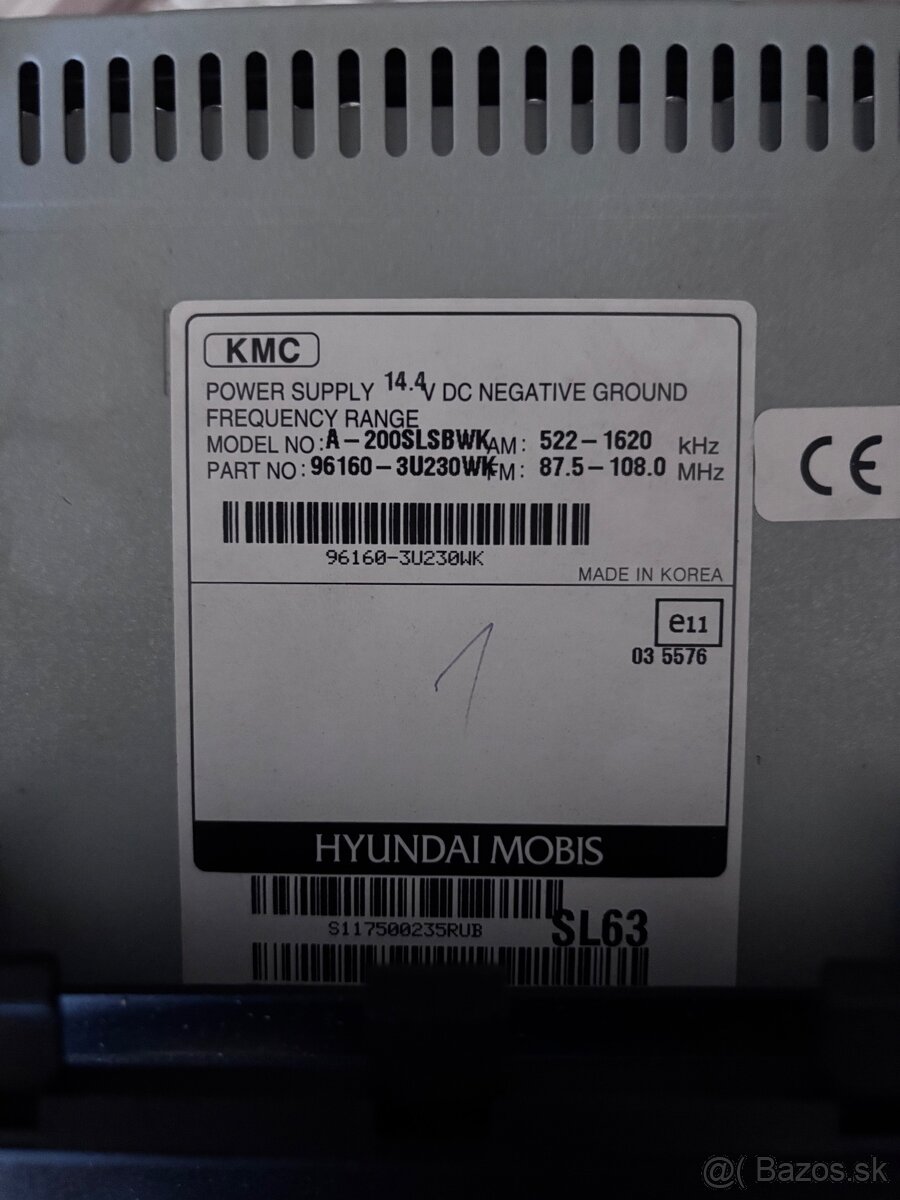 KMC
POWER SUPPLY 14.4V DC NEGATIVE GROUND
FREQUENCY RANGE
MODEL NO: A-200SLSBWK AM: 522-1620 kHz
PART NO: 96160-3U230WK FM: 87.5-108.0 MHz
CE
96160-3U230WK
MADE IN KOREA
e11
03 5576
1
HYUNDAI MOBIS
S117500235RUB
SL63
@( Bazos.sk